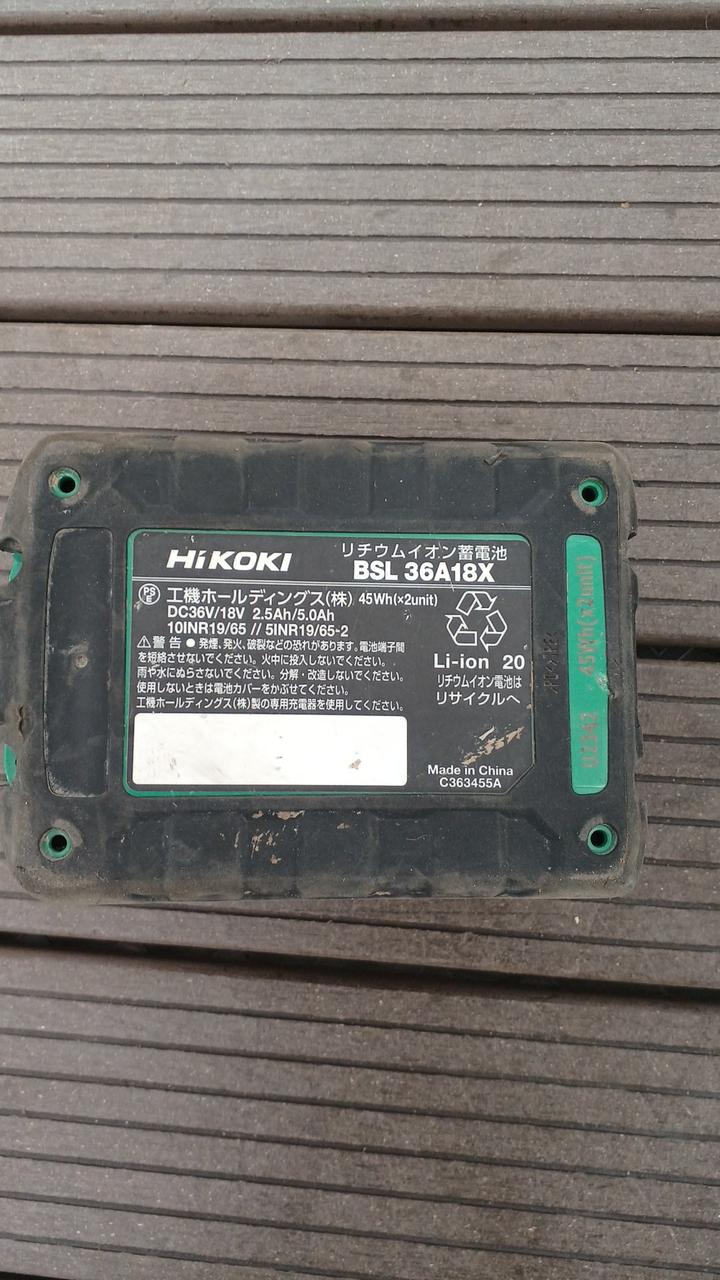 HiKOKI
リチウムイオン蓄電池
BSL 36A18X
PS
E
工機ホールディングス(株) 45Wh(×2unit)
DC36V/18V 2.5Ah/5.0Ah
10INR19/65 // 5INR19/65-2
⚠警告 ● 発煙、発火、破裂などの恐れがあります。電池端子間
を短絡させないでください。火中に投入しないでください。
雨や水にぬらさないでください。分解・改造しないでください。
使用しないときは電池カバーをかぶせてください。
工機ホールディングス(株)製の専用充電器を使用してください。
Li-ion 20
リチウムイオン電池は
リサイクルへ
Made in China
C363455A
U2342 45Wh(x2unit)